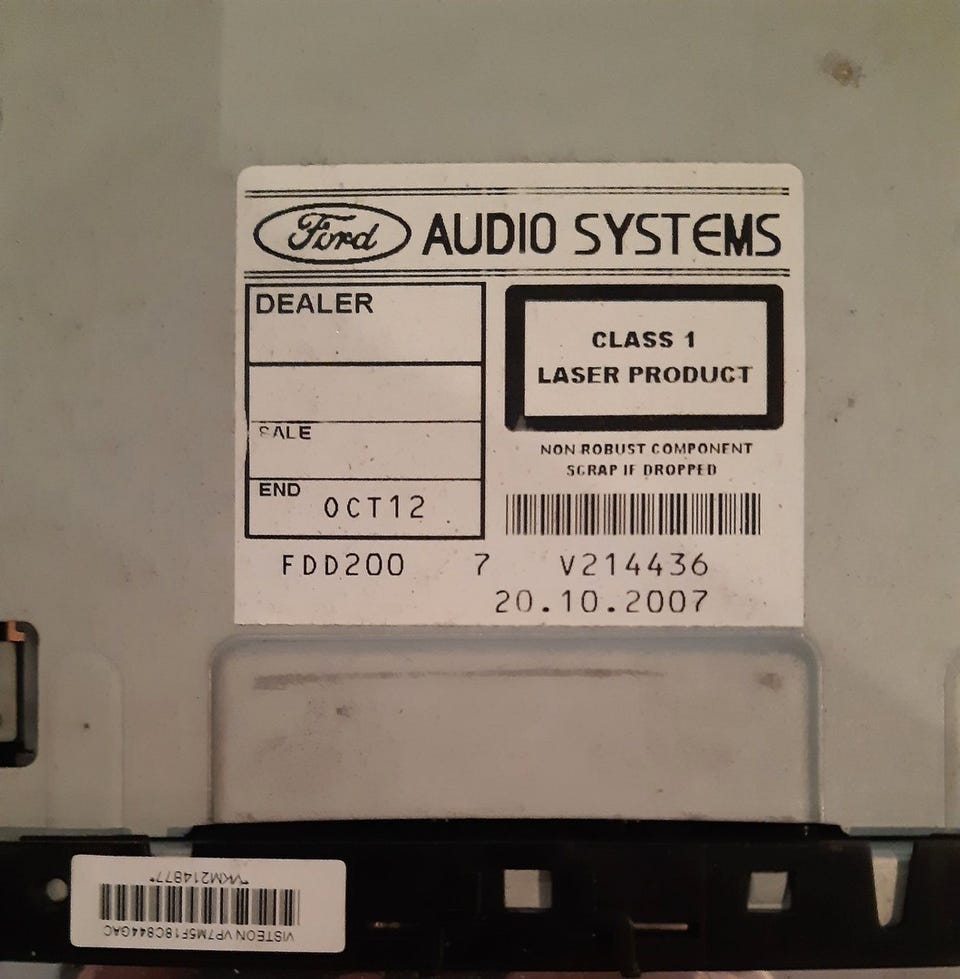 Ford AUDIO SYSTEMS
DEALER
CLASS 1
LASER PRODUCT
SALE
NON ROBUST COMPONENT
SCRAP IF DROPPED
END OCT12
FDD200 7 V214436
20.10.2007
VISTEON VP7M5F18C844GAC
*VKM214877*